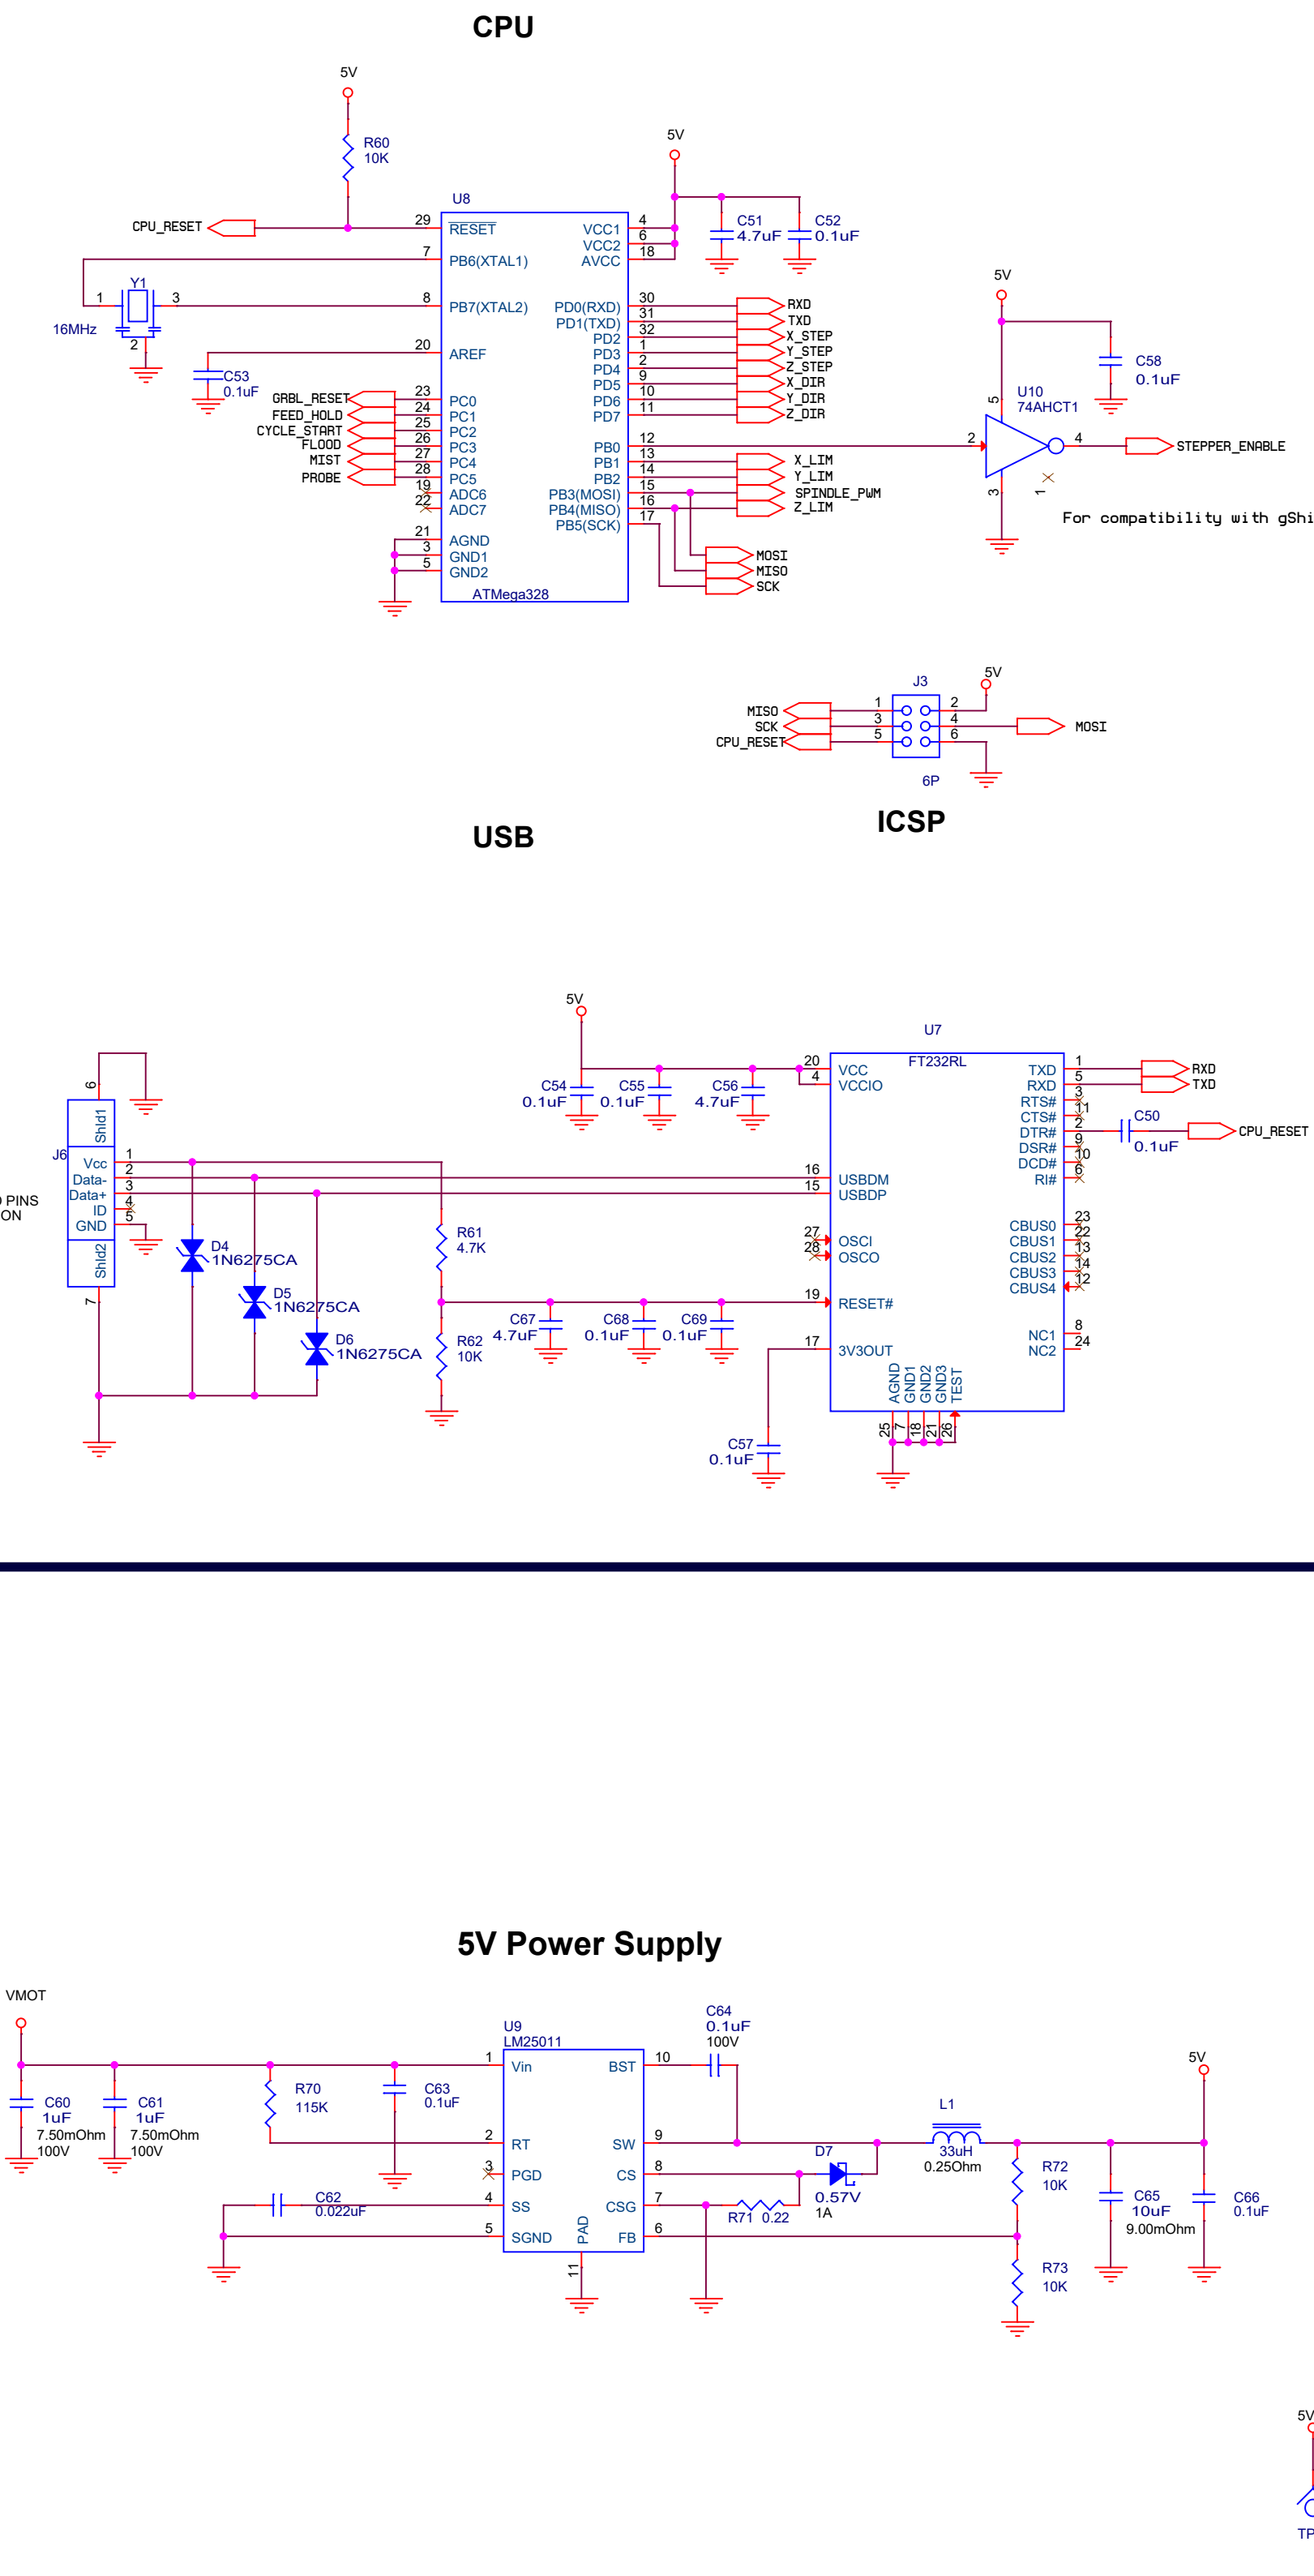 CPU
5V
R60
10K
5V
U8
CPU_RESET
29
RESET
VCC1
4
C51
4.7uF
C52
0.1uF
VCC2
6
7
PB6(XTAL1)
AVCC
18
Y1
1
3
16MHz
2
8
PB7(XTAL2)
PD0(RXD)
30
RXD
PD1(TXD)
31
TXD
PD2
32
X_STEP
20
AREF
PD3
1
Y_STEP
PD4
2
Z_STEP
C53
0.1uF
PD5
9
X_DIR
GRBL_RESET
23
PC0
PD6
10
Y_DIR
FEED_HOLD
24
PC1
PD7
11
Z_DIR
CYCLE_START
25
PC2
FLOOD
26
PC3
PB0
12
MIST
27
PC4
PB1
13
X_LIM
PROBE
28
PC5
PB2
14
Y_LIM
19
ADC6
PB3(MOSI)
15
SPINDLE_PWM
22
ADC7
PB4(MISO)
16
Z_LIM
PB5(SCK)
17
21
AGND
3
GND1
MOSI
5
GND2
MISO
SCK
ATMega328
5V
C58
0.1uF
U10
74AHCT1
5
2
4
STEPPER_ENABLE
3
1
For compatibility with gShi
J3
5V
MISO
1
2
SCK
3
4
MOSI
CPU_RESET
5
6
6P
ICSP
USB
5V
U7
FT232RL
20
VCC
4
VCCIO
C54
0.1uF
C55
0.1uF
C56
4.7uF
TXD
1
RXD
RXD
5
TXD
RTS#
3
CTS#
11
DTR#
2
C50
0.1uF
CPU_RESET
DSR#
9
DCD#
10
RI#
6
6
Shld1
J6
Vcc
1
Data-
2
Data+
3
ID
4
GND
5
Shld2
7
PINS
ON
16
USBDM
15
USBDP
D4
1N6275CA
D5
1N6275CA
D6
1N6275CA
R61
4.7K
R62
10K
27
OSCI
28
OSCO
CBUS0
23
CBUS1
22
CBUS2
13
CBUS3
14
CBUS4
12
19
RESET#
C67
4.7uF
C68
0.1uF
C69
0.1uF
17
3V3OUT
NC1
8
NC2
24
AGND
GND1
GND2
GND3
TEST
25
7
18
21
26
C57
0.1uF
5V Power Supply
VMOT
C60
1uF
7.50mOhm
100V
C61
1uF
7.50mOhm
100V
R70
115K
C63
0.1uF
U9
LM25011
1
Vin
BST
10
C64
0.1uF
100V
2
RT
SW
9
3
PGD
CS
8
4
SS
CSG
7
5
SGND
FB
6
PAD
11
C62
0.022uF
D7
0.57V
1A
R71
0.22
L1
33uH
0.25Ohm
5V
R72
10K
R73
10K
C65
10uF
9.00mOhm
C66
0.1uF
5V
TP